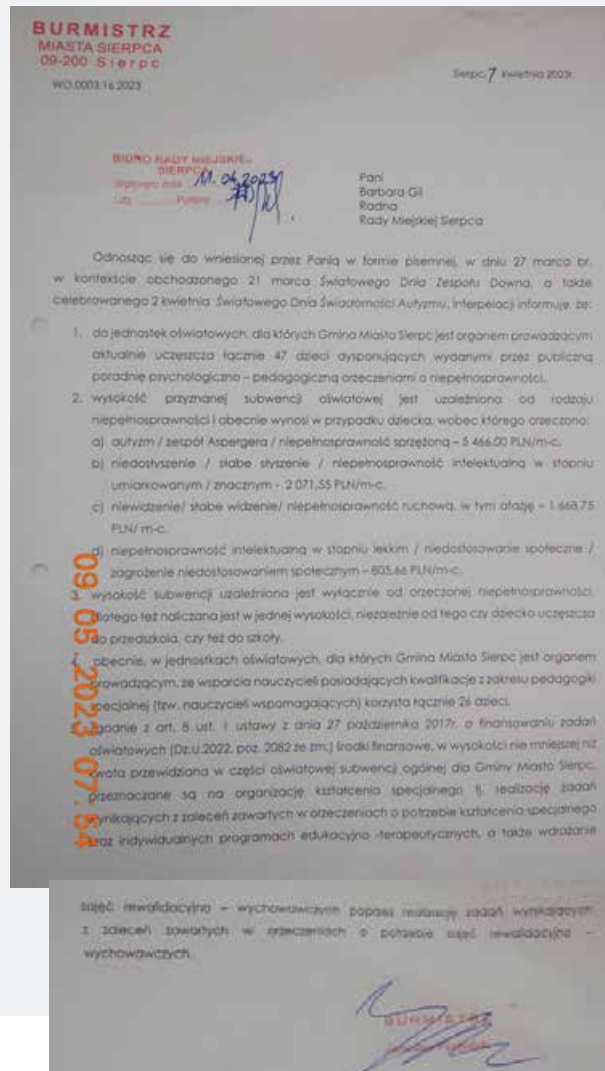 BURMISTRZ
MIASTA SIERPCA
09-200 Sierpc
WO.0003.16.2023
Sierpc, 7 kwietnia 2023r.
BIURO RADY MIEJSKIEJ
SIERPCA
11.04.2023
Pani
Barbara Gil
Radna
Rady Miejskiej Sierpca
Odnosząc się do wniesionej przez Panią w formie pisemnej, w dniu 27 marca br.
w kontekście obchodzonego 21 marca Światowego Dnia Zespołu Downa, a także
celebrowanego 2 kwietnia Światowego Dnia Świadomości Autyzmu, interpelacji informuję, że:
1. do jednostek oświatowych, dla których Gmina Miasto Sierpc jest organem prowadzącym
aktualnie uczęszcza łącznie 47 dzieci dysponujących wydanymi przez publiczną
poradnię psychologiczno – pedagogiczną orzeczeniami o niepełnosprawności.
2. wysokość przyznanej subwencji oświatowej jest uzależniona od rodzaju
niepełnosprawności i obecnie wynosi w przypadku dziecka, wobec którego orzeczono:
a) autyzm / zespół Aspergera / niepełnosprawność sprzężoną – 5 466,00 PLN/m-c.
b) niedosłyszenie / słabe słyszenie / niepełnosprawność intelektualną w stopniu
umiarkowanym / znacznym - 2 071,55 PLN/m-c.
c) niewidzenie/ słabe widzenie/ niepełnosprawność ruchową, w tym afazję – 1 668,75
PLN/ m-c.
d) niepełnosprawność intelektualną w stopniu lekkim / niedostosowanie społeczne /
zagrożenie niedostosowaniem społecznym – 805,66 PLN/m-c.
3. wysokość subwencji uzależniona jest wyłącznie od orzeczonej niepełnosprawności,
dlatego też naliczana jest w jednej wysokości, niezależnie od tego czy dziecko uczęszcza
do przedszkola, czy też do szkoły.
4. obecnie, w jednostkach oświatowych, dla których Gmina Miasto Sierpc jest organem
prowadzącym, ze wsparcia nauczycieli posiadających kwalifikacje z zakresu pedagogiki
specjalnej (tzw. nauczycieli wspomagających) korzysta łącznie 26 dzieci.
zgodnie z art. 8 ust. 1 ustawy z dnia 27 października 2017r. o finansowaniu zadań
oświatowych (Dz.U.2022, poz. 2082 ze zm.) środki finansowe, w wysokości nie mniejszej niż
kwota przewidziana w części oświatowej subwencji ogólnej dla Gminy Miasto Sierpc,
przeznaczane są na organizację kształcenia specjalnego tj. realizację zadań
wynikających z zaleceń zawartych w orzeczeniach o potrzebie kształcenia specjalnego
oraz indywidualnych programach edukacyjno -terapeutycznych, a także wdrażanie
09 05.2023 07:54
zajęć rewalidacyjno – wychowawczym poprzez realizację zadań wynikających
z zaleceń zawartych w orzeczeniach o potrzebie zajęć rewalidacyjno –
wychowawczych.
BURMISTRZ